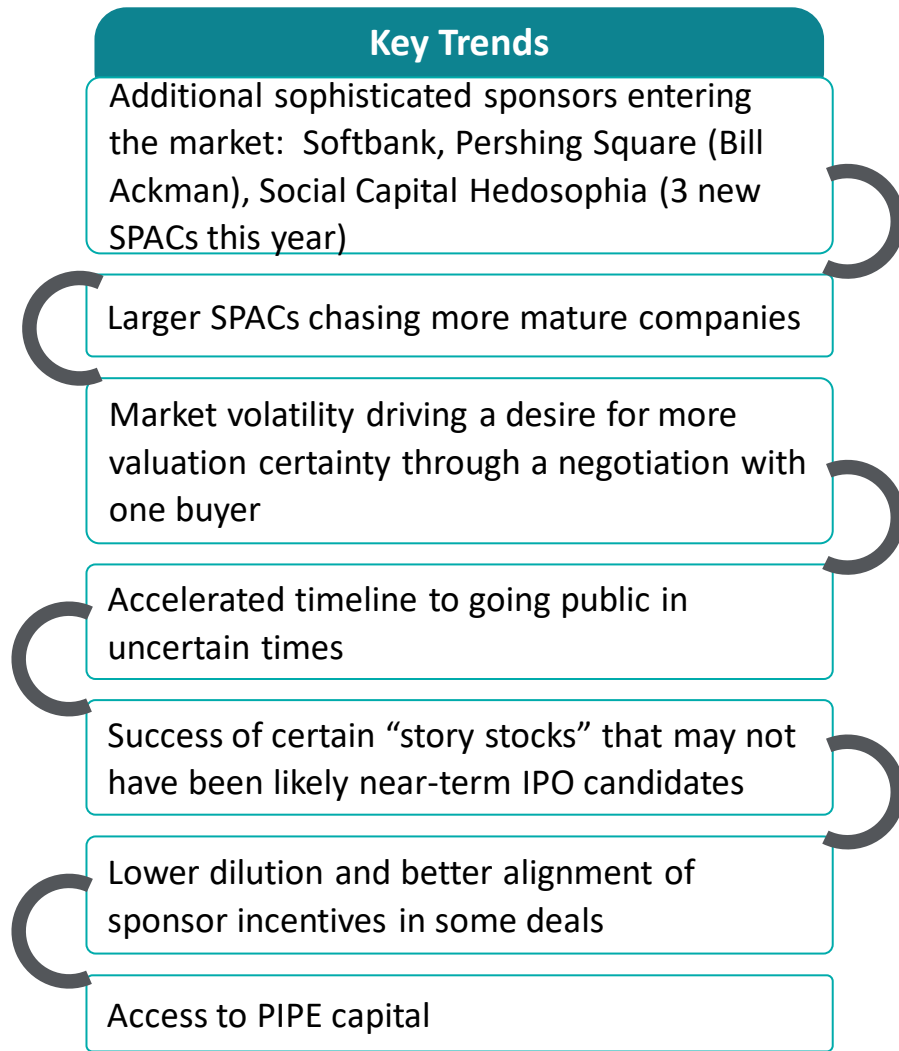 Key Trends
Additional sophisticated sponsors entering
the market:  Softbank, Pershing Square (Bill
Ackman), Social Capital Hedosophia (3 new
SPACs this year)
Larger SPACs chasing more mature companies
Market volatility driving a desire for more
valuation certainty through a negotiation with
one buyer
Accelerated timeline to going public in
uncertain times
Success of certain “story stocks” that may not
have been likely near-term IPO candidates
Lower dilution and better alignment of
sponsor incentives in some deals
Access to PIPE capital